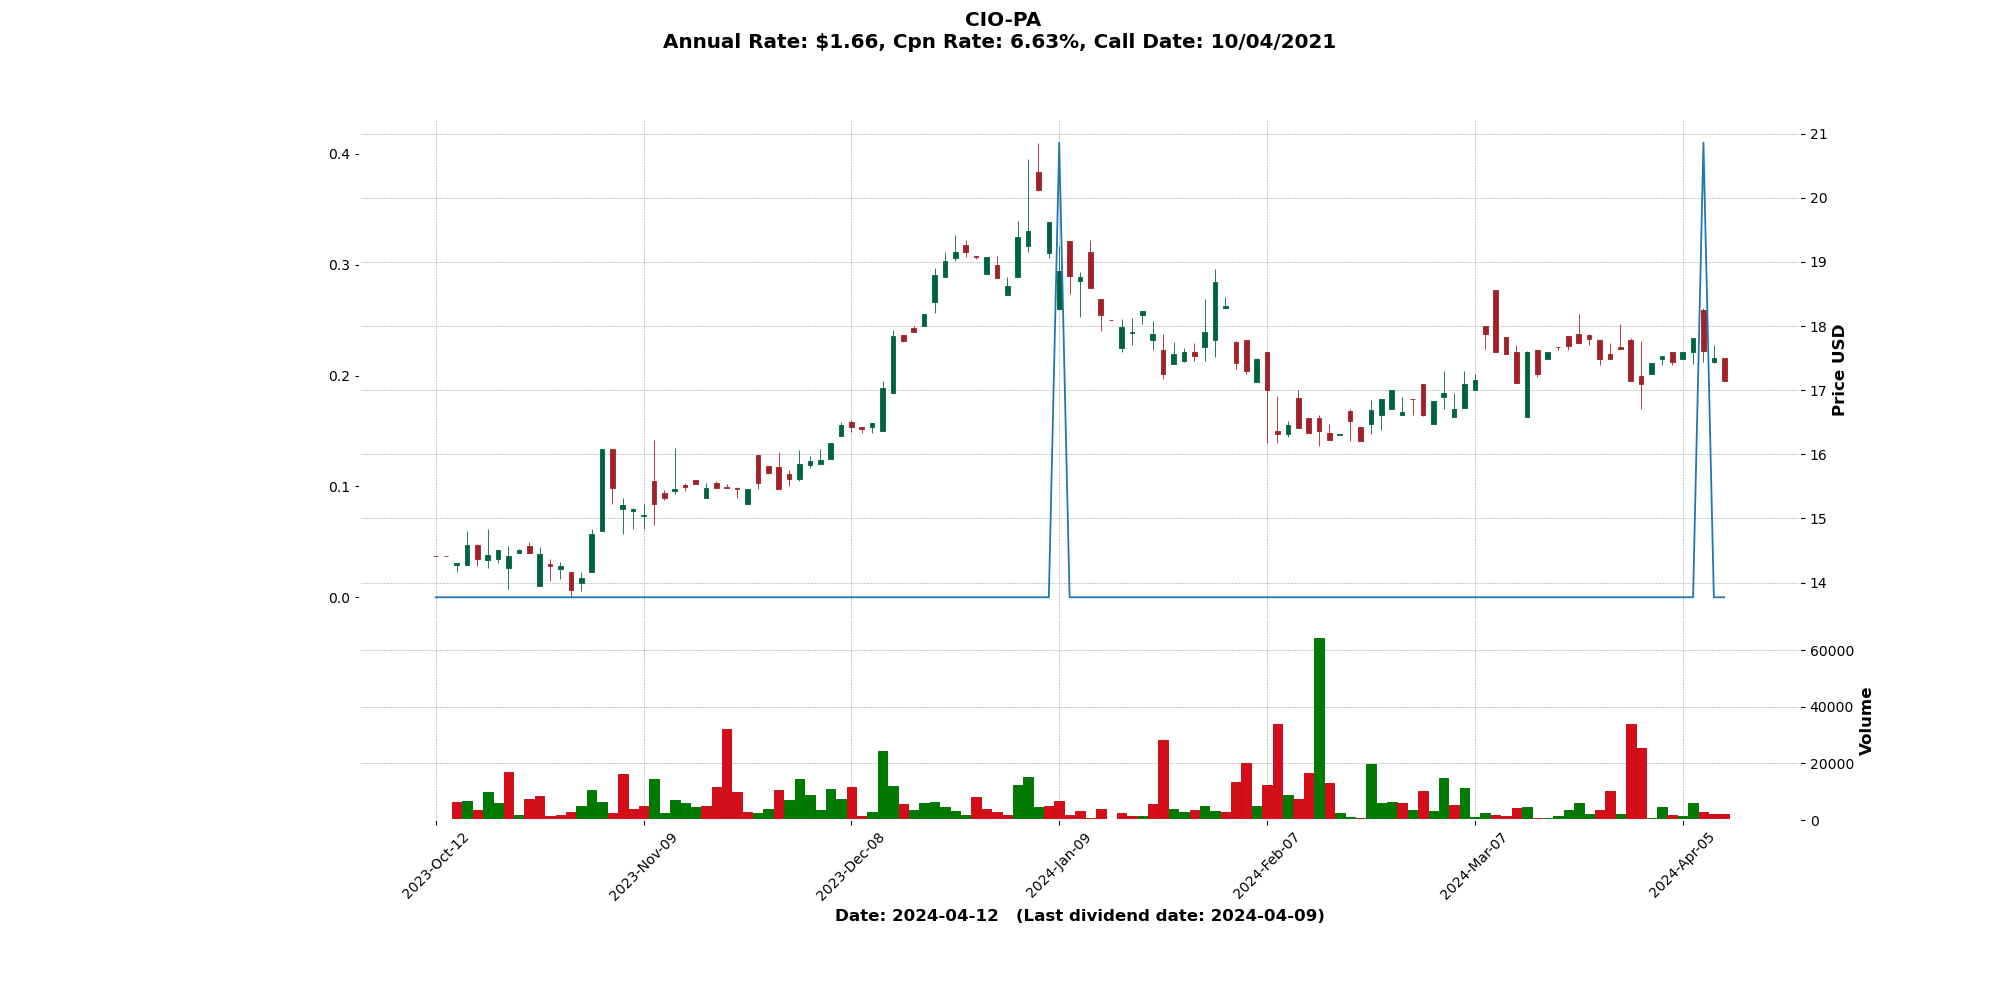 CIO-PA
Annual Rate: $1.66, Cpn Rate: 6.63%, Call Date: 10/04/2021
0.4
0.3
0.2
0.1
0.0
21
20
19
18
17
16
15
14
Price USD
60000
40000
20000
0
Volume
2023-Oct-12
2023-Nov-09
2023-Dec-08
2024-Jan-09
2024-Feb-07
2024-Mar-07
2024-Apr-05
Date: 2024-04-12 (Last dividend date: 2024-04-09)